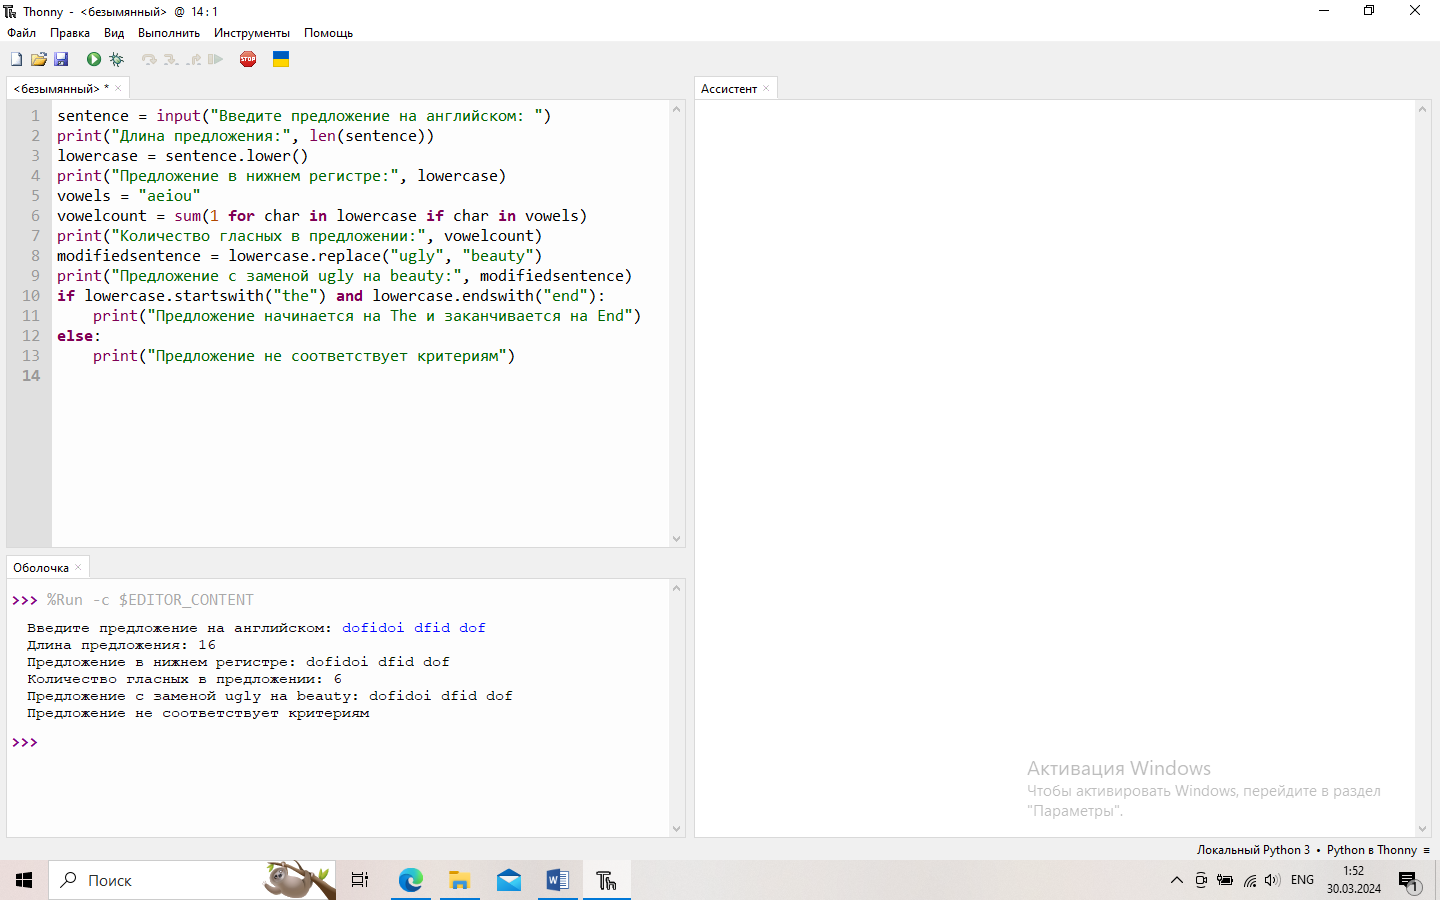 Thonny - <безымянный> @ 14:1
Файл Правка Вид Выполнить Инструменты Помощь
STOP
<безымянный> *
1 sentence = input("Введите предложение на английском: ")
2 print("Длина предложения:", len(sentence))
3 lowercase = sentence.lower()
4 print("Предложение в нижнем регистре:", lowercase)
5 vowels = "aeiou"
6 vowelcount = sum(1 for char in lowercase if char in vowels)
7 print("Количество гласных в предложении:", vowelcount)
8 modifiedsentence = lowercase.replace("ugly", "beauty")
9 print("Предложение с заменой ugly на beauty:", modifiedsentence)
10 if lowercase.startswith("the") and lowercase.endswith("end"):
11     print("Предложение начинается на The и заканчивается на End")
12 else:
13     print("Предложение не соответствует критериям")
14
Оболочка
>>> %Run -c $EDITOR_CONTENT
Введите предложение на английском: dofidoi dfid dof
Длина предложения: 16
Предложение в нижнем регистре: dofidoi dfid dof
Количество гласных в предложении: 6
Предложение с заменой ugly на beauty: dofidoi dfid dof
Предложение не соответствует критериям
>>>
Ассистент
Активация Windows
Чтобы активировать Windows, перейдите в раздел
"Параметры".
Локальный Python 3 • Python в Thonny ≡
Поиск
ENG
1:52
30.03.2024
1